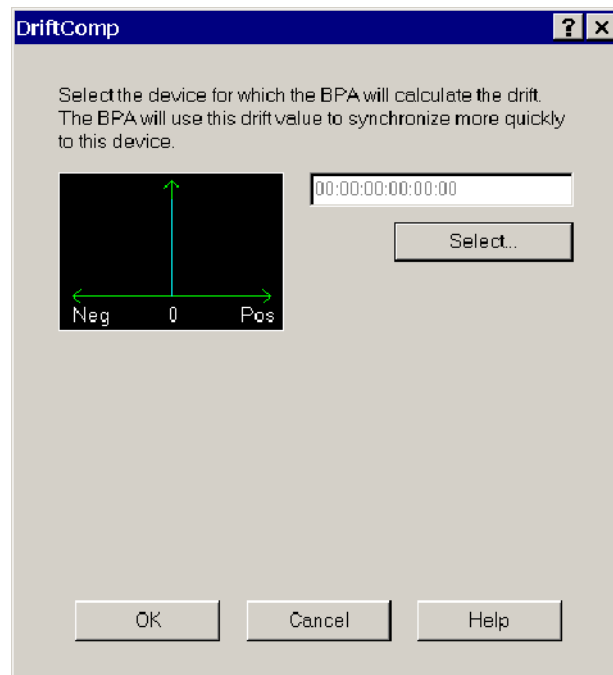 DriftComp
Select the device for which the BPA will calculate the drift.
The BPA will use this drift value to synchronize more quickly
to this device.
00:00:00:00:00:00
Select...
Neg 0 Pos
OK Cancel Help